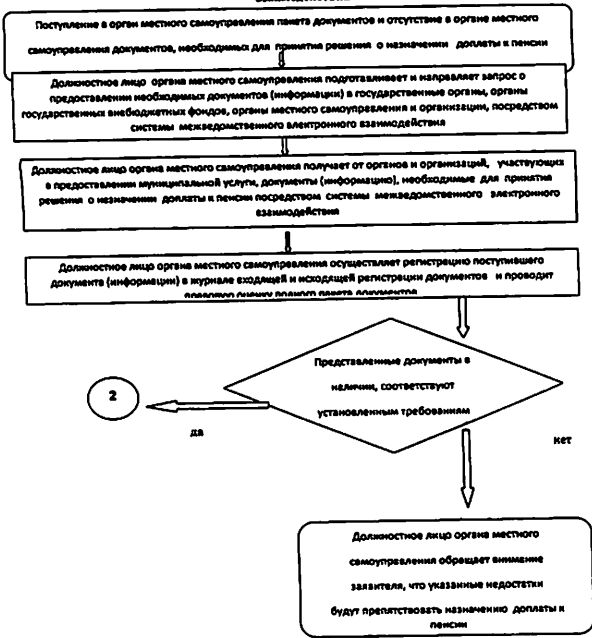 Поступление в орган местного самоуправления пакета документов и отсутствие в органе местного
самоуправления документов, необходимых для принятия решения о назначении доплаты к пенсии
Должностное лицо органа местного самоуправления подготавливает и направляет запрос о
предоставлении необходимых документов (информации) в государственные органы, органы
государственных внебюджетных фондов, органы местного самоуправления и организации, посредством
системы межведомственного электронного взаимодействия
Должностное лицо органа местного самоуправления получает от органов и организаций, участвующих
в предоставлении муниципальной услуги, документы (информацию), необходимые для принятия
решения о назначении доплаты к пенсии посредством системы межведомственного электронного
взаимодействия
Должностное лицо органа местного самоуправления осуществляет регистрацию поступившего
документа (информации) в журнале входящей и исходящей регистрации документов и проводит
правовую оценку полного пакета документов
Представленные документы в
наличии, соответствуют
установленным требованиям
2
да
нет
Должностное лицо органа местного
самоуправления обращает внимание
заявителя, что указанные недостатки
будут препятствовать назначению доплаты к
пенсии